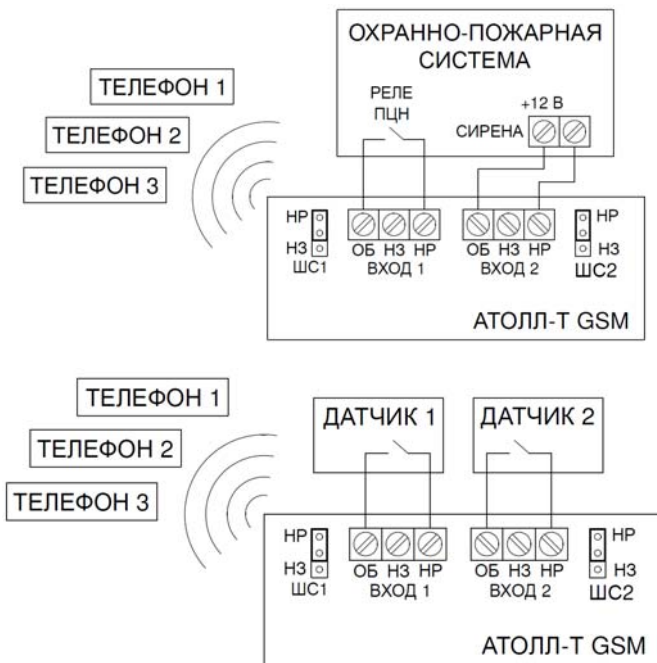 ОХРАННО-ПОЖАРНАЯ
СИСТЕМА
РЕЛЕ
ПЦН
+12 В
СИРЕНА
ТЕЛЕФОН 1
ТЕЛЕФОН 2
ТЕЛЕФОН 3
НР
НЗ
ШС1
ОБ НЗ НР
ВХОД 1
ОБ НЗ НР
ВХОД 2
НР
НЗ
ШС2
АТОЛЛ-Т GSM
ТЕЛЕФОН 1
ТЕЛЕФОН 2
ТЕЛЕФОН 3
ДАТЧИК 1
ДАТЧИК 2
НР
НЗ
ШС1
ОБ НЗ НР
ВХОД 1
ОБ НЗ НР
ВХОД 2
НР
НЗ
ШС2
АТОЛЛ-Т GSM